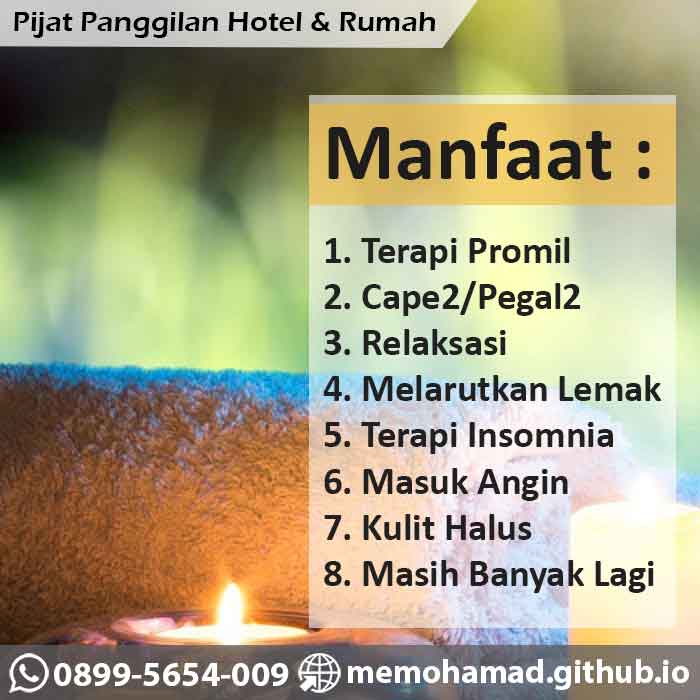 Pijat Panggilan Hotel & Rumah
Manfaat :
1. Terapi Promil
2. Cape2/Pegal2
3. Relaksasi
4. Melarutkan Lemak
5. Terapi Insomnia
6. Masuk Angin
7. Kulit Halus
8. Masih Banyak Lagi
0899-5654-009 memohamad.github.io